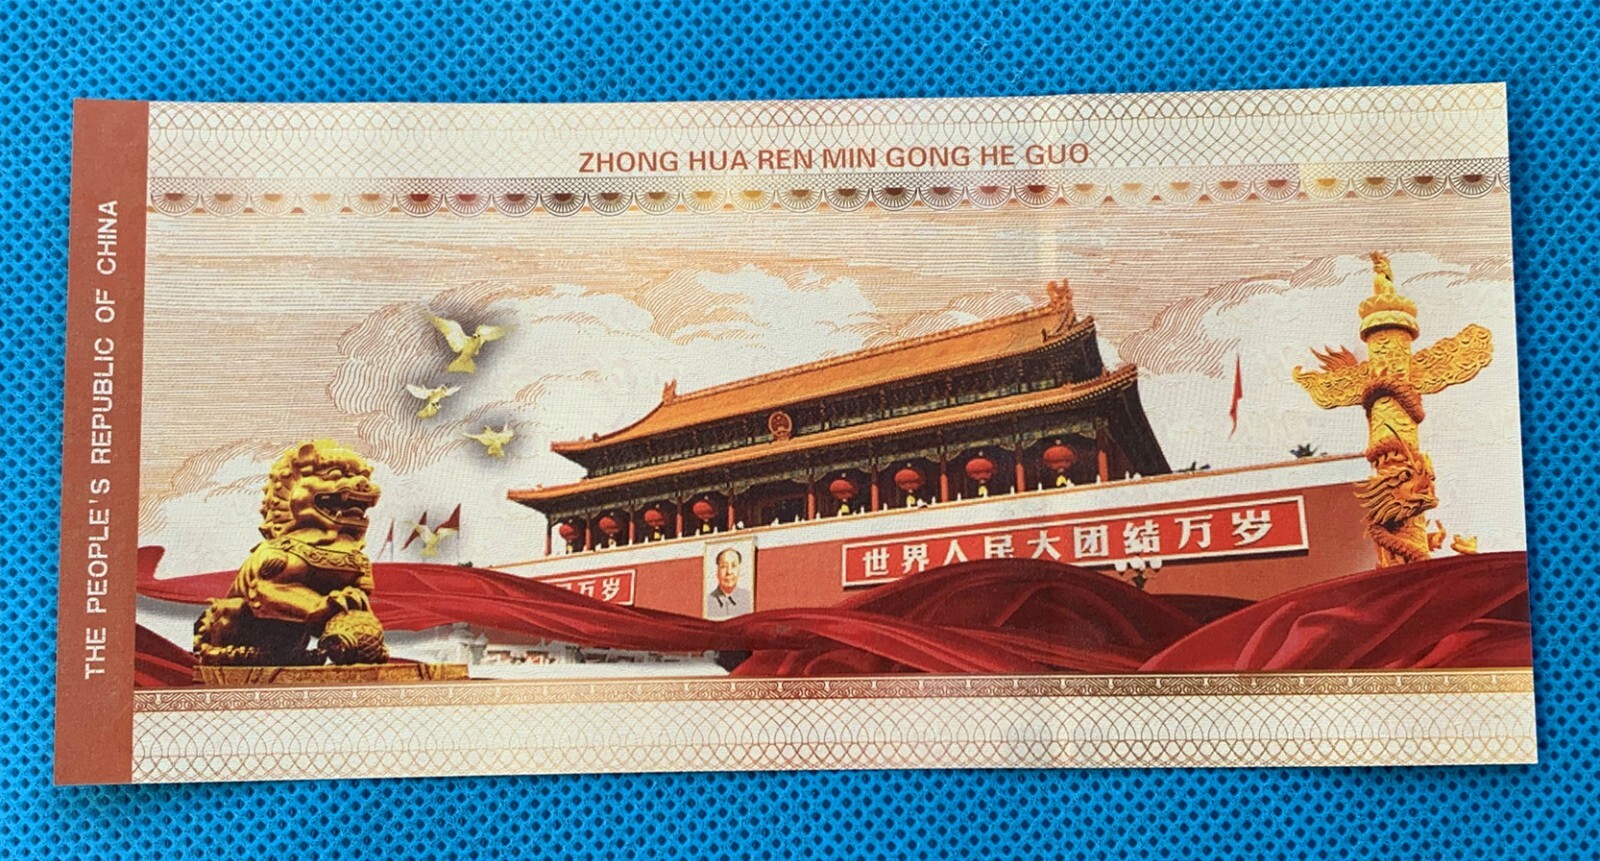 ZHONG HUA REN MIN GONG HE GUO
THE PEOPLE'S REPUBLIC OF CHINA
万岁
世界人民大团结万岁